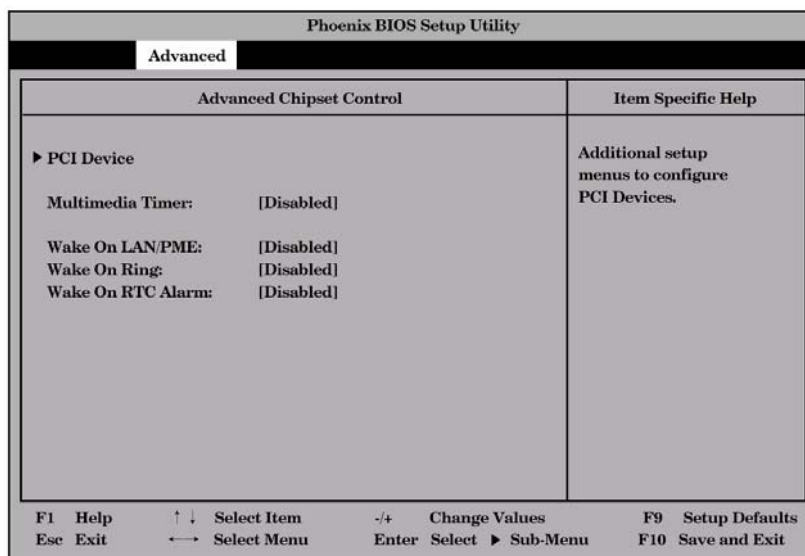 Phoenix BIOS Setup Utility
Advanced
Advanced Chipset Control
Item Specific Help
▶ PCI Device
Multimedia Timer: [Disabled]
Wake On LAN/PME: [Disabled]
Wake On Ring: [Disabled]
Wake On RTC Alarm: [Disabled]
Additional setup
menus to configure
PCI Devices.
F1 Help ↑ ↓ Select Item -/+ Change Values F9 Setup Defaults
Esc Exit ←→ Select Menu Enter Select ▶ Sub-Menu F10 Save and Exit